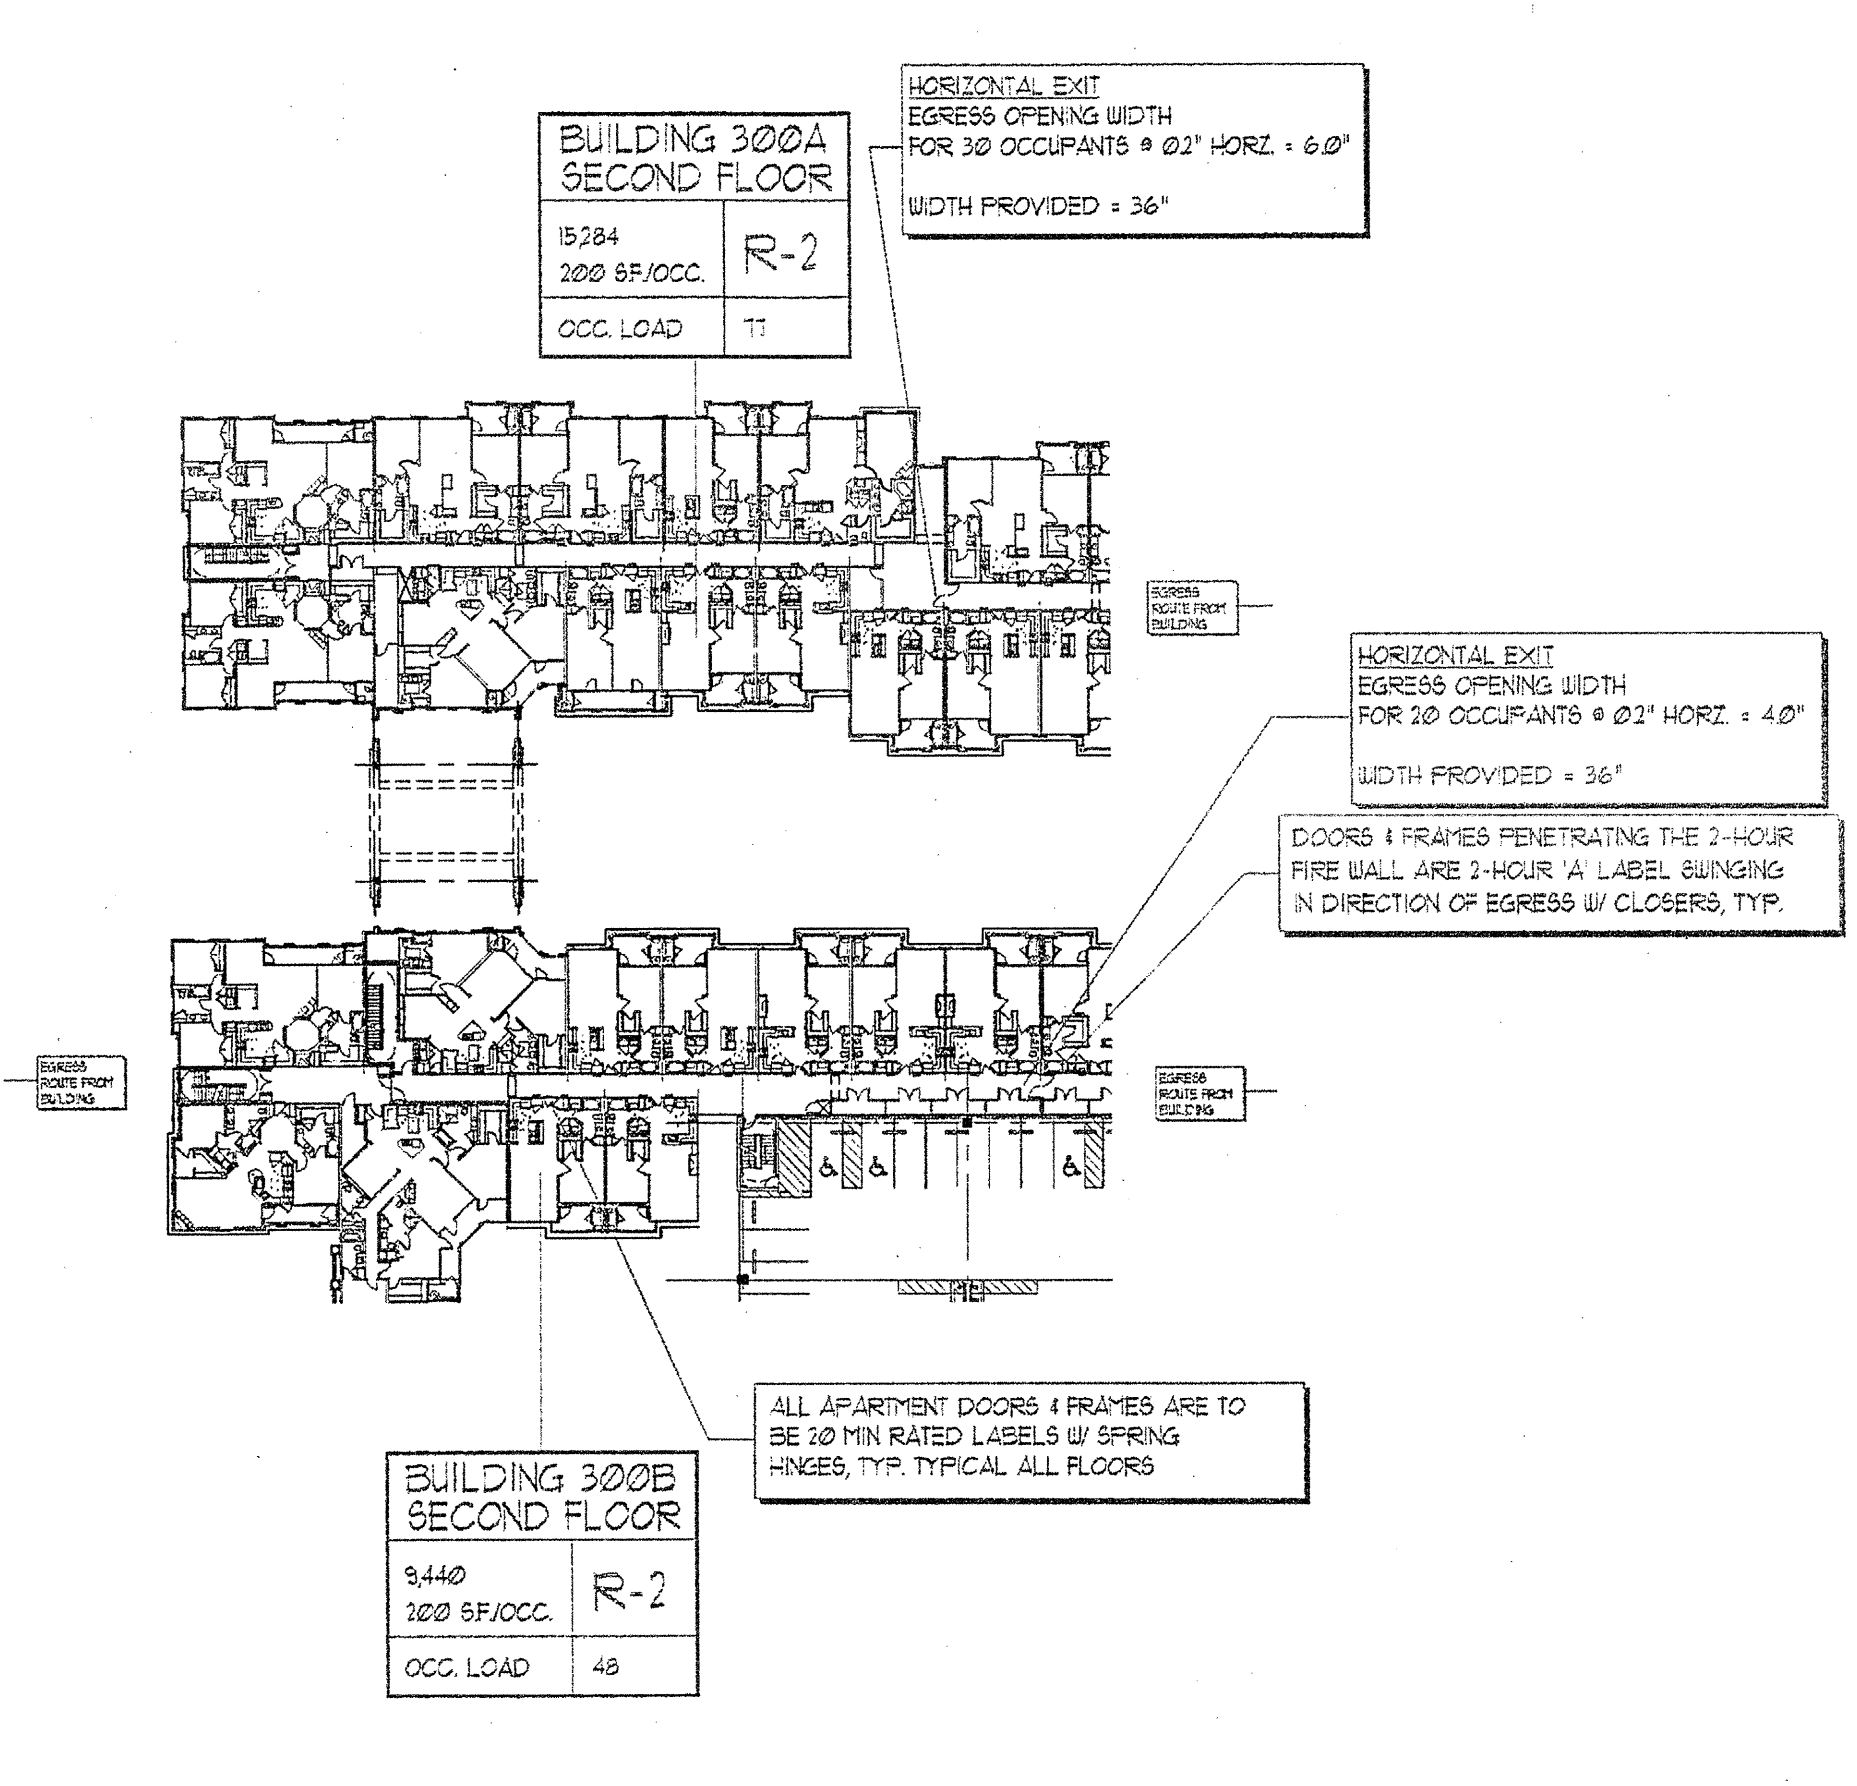 HORIZONTAL EXIT
EGRESS OPENING WIDTH
FOR 30 OCCUPANTS @ 0.2" HORZ. = 6.0"
WIDTH PROVIDED = 36"
BUILDING 300A
SECOND FLOOR
15,284
200 S.F./OCC.
R-2
OCC. LOAD
77
EGRESS
ROUTE FROM
BUILDING
HORIZONTAL EXIT
EGRESS OPENING WIDTH
FOR 20 OCCUPANTS @ 0.2" HORZ. = 4.0"
WIDTH PROVIDED = 36"
DOORS & FRAMES PENETRATING THE 2-HOUR
FIRE WALL ARE 2-HOUR 'A' LABEL SWINGING
IN DIRECTION OF EGRESS W/ CLOSERS, TYP.
EGRESS
ROUTE FROM
BUILDING
EGRESS
ROUTE FROM
BUILDING
ALL APARTMENT DOORS & FRAMES ARE TO
BE 20 MIN RATED LABELS W/ SPRING
HINGES, TYP. TYPICAL ALL FLOORS
BUILDING 300B
SECOND FLOOR
9,440
200 S.F./OCC.
R-2
OCC. LOAD
48